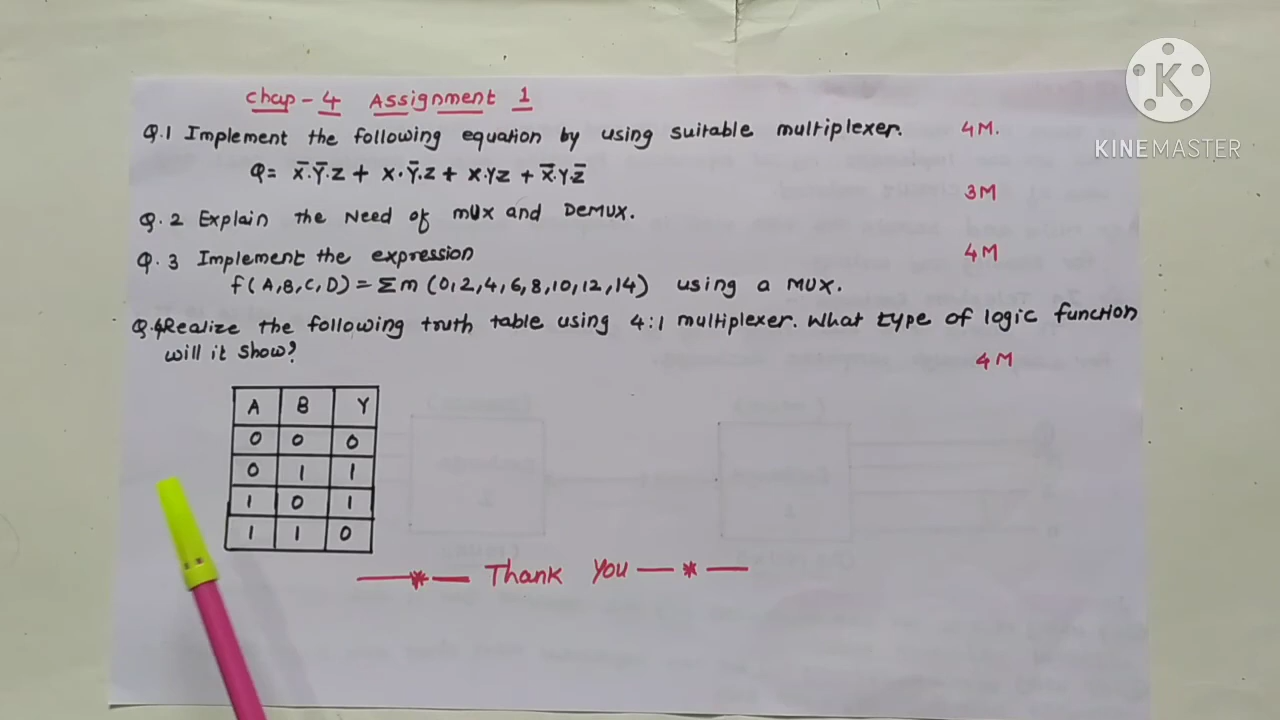 Chap - 4 Assignment 1
Q.1 Implement the following equation by using suitable multiplexer. 4M.
Q = X̅.Y̅.Z + X.Y̅.Z + X.YZ + X̅.Y.Z̅
Q.2 Explain the Need of mUx and DEMUX. 3M
Q.3 Implement the expression 4M
f(A,B,C,D) = Σm (0,2,4,6,8,10,12,14) using a MUX.
Q.4 Realize the following truth table using 4:1 multiplexer. What type of logic function
will it show? 4M
A B Y
0 0 0
0 1 1
1 0 1
1 1 0
Thank You
K
KINEMASTER